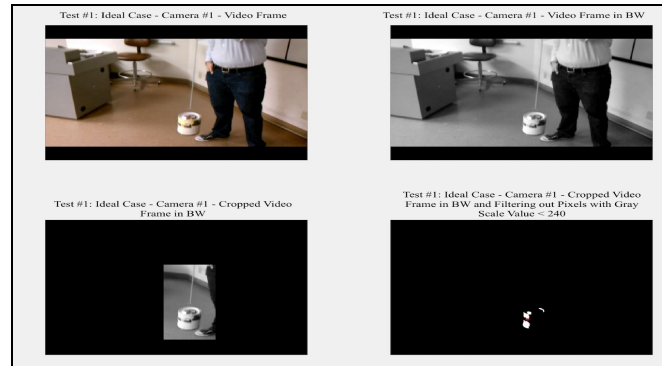 Test #1: Ideal Case - Camera #1 - Video Frame
Test #1: Ideal Case - Camera #1 - Video Frame in BW
Test #1: Ideal Case - Camera #1 - Cropped Video
Frame in BW
Test #1: Ideal Case - Camera #1 - Cropped Video
Frame in BW and Filtering out Pixels with Gray
Scale Value < 240